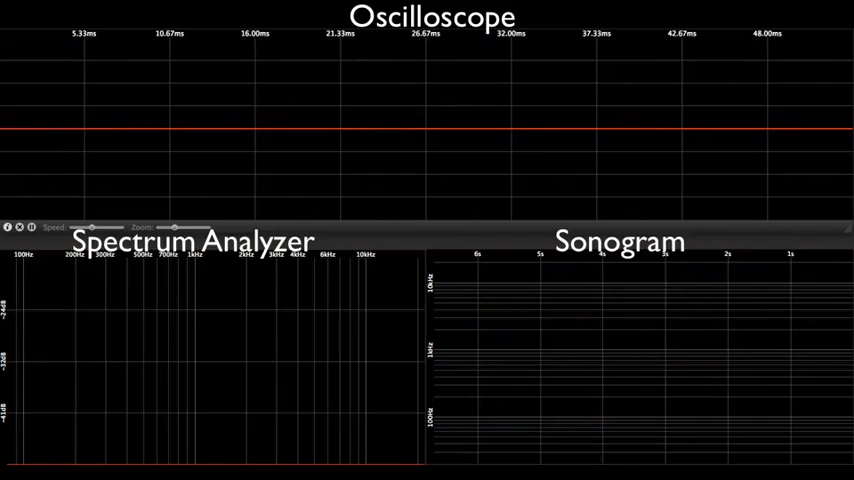 Oscilloscope
5.33ms 10.67ms 16.00ms 21.33ms 26.67ms 32.00ms 37.33ms 42.67ms 48.00ms
Speed: Zoom:
Spectrum Analyzer
100Hz 200Hz 300Hz 500Hz 700Hz 1kHz 2kHz 3kHz 4kHz 6kHz 10kHz
-24dB
-32dB
-41dB
Sonogram
6s 5s 4s 3s 2s 1s
10kHz
1kHz
100Hz